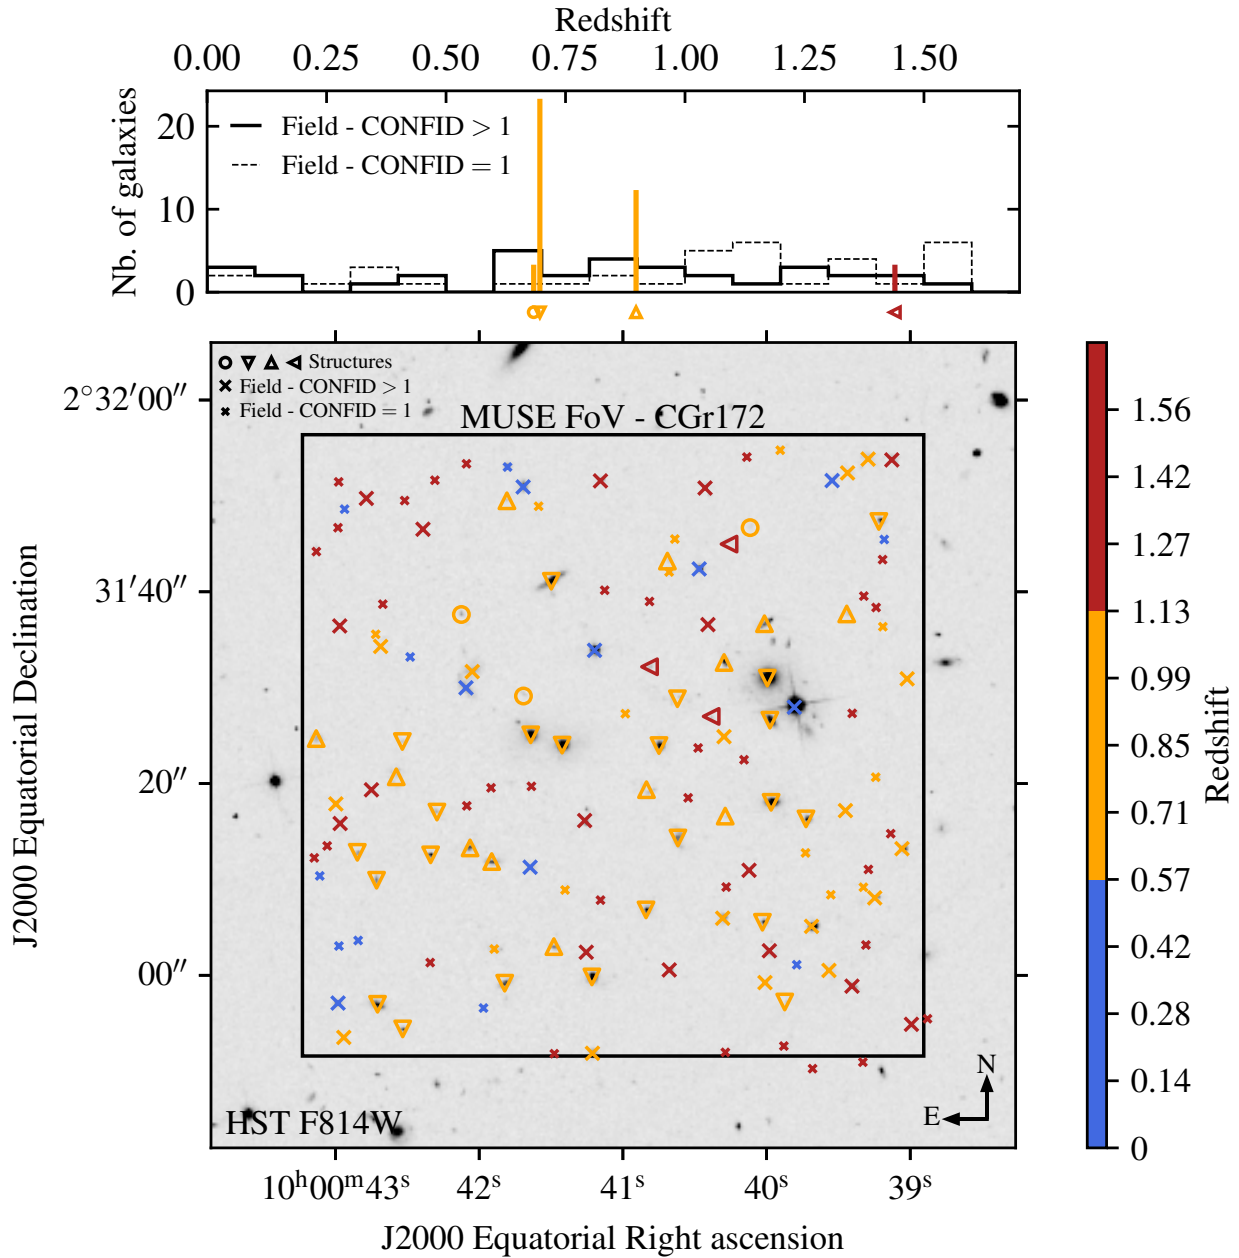 Redshift
0.00 0.25 0.50 0.75 1.00 1.25 1.50
Nb. of galaxies
20
10
0
Field - CONFID > 1
Field - CONFID = 1
Structures
Field - CONFID > 1
Field - CONFID = 1
MUSE FoV - CGr172
2°32′00″
31′40″
20″
00″
J2000 Equatorial Declination
HST F814W
N
E
10ʰ00ᵐ43ˢ 42ˢ 41ˢ 40ˢ 39ˢ
J2000 Equatorial Right ascension
1.56
1.42
1.27
1.13
0.99
0.85
0.71
0.57
0.42
0.28
0.14
0
Redshift